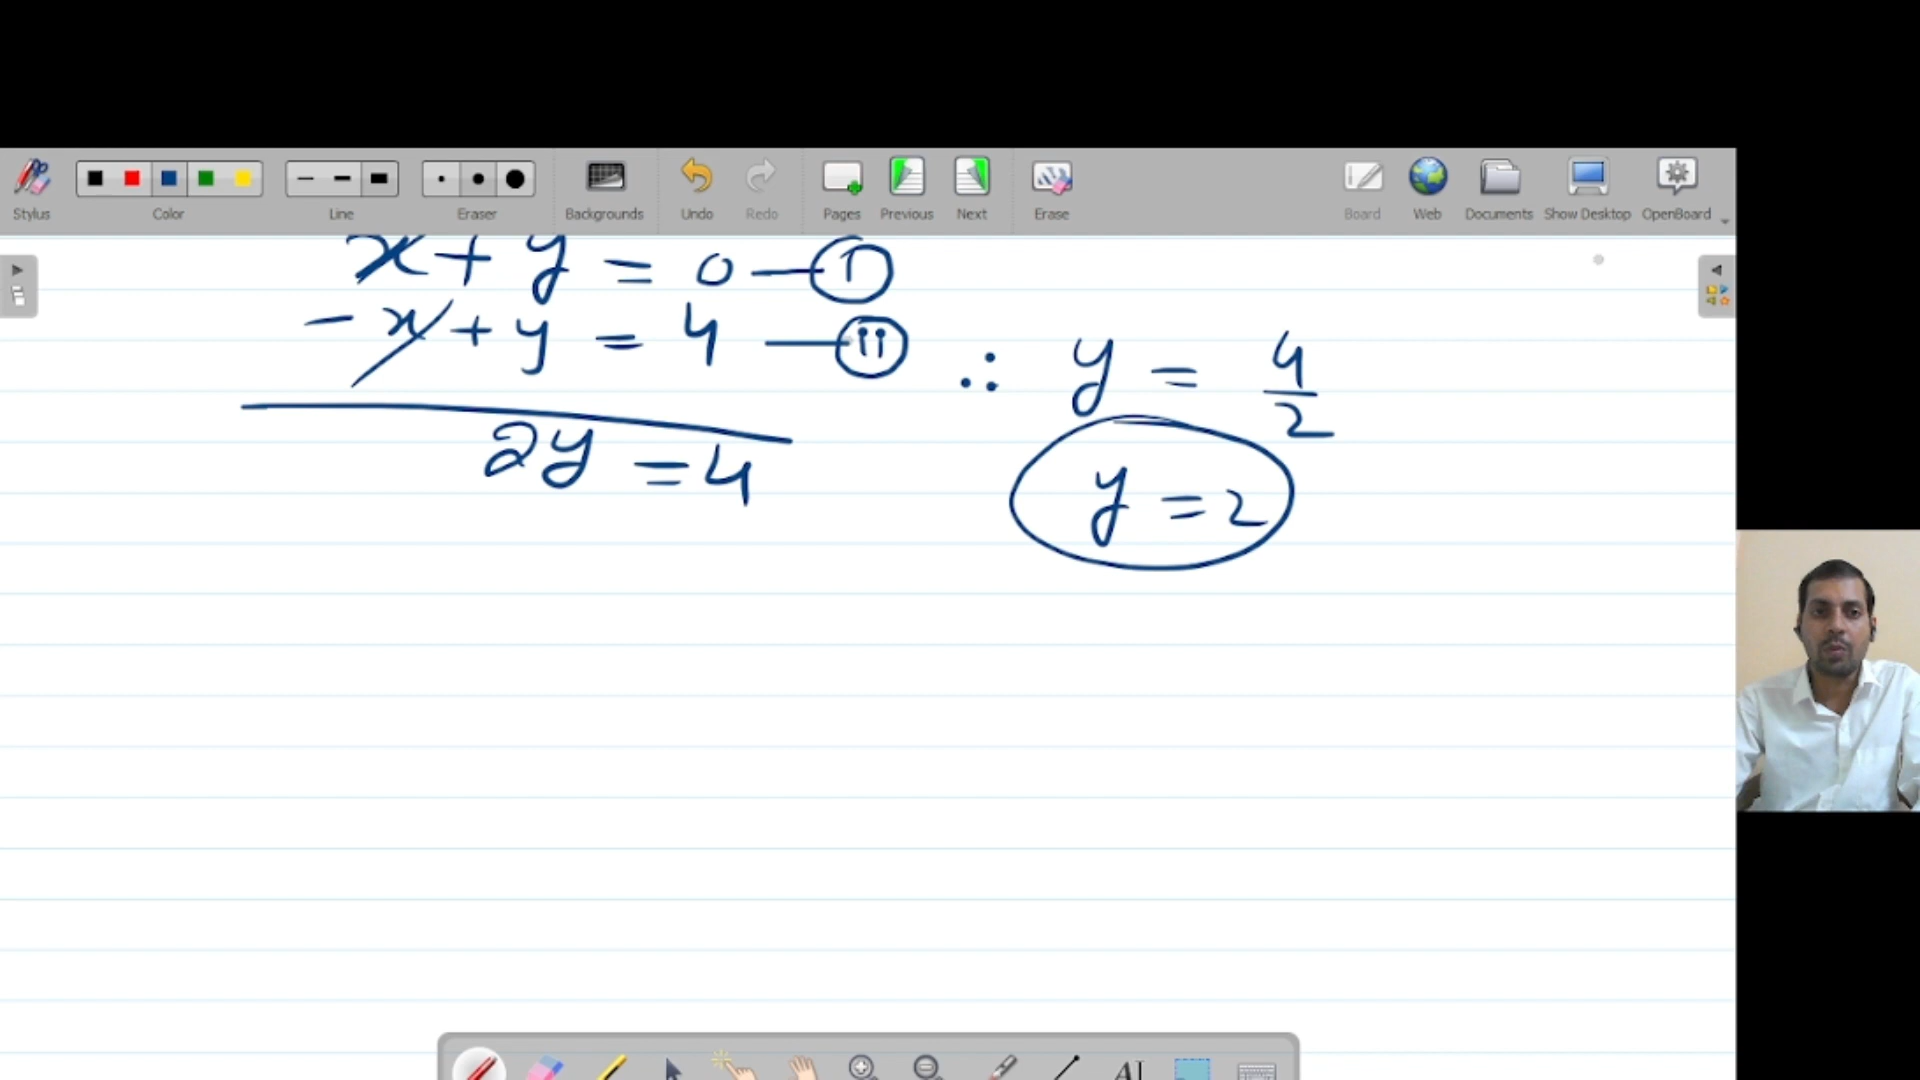 Stylus Color Line Eraser Backgrounds Undo Redo Pages Previous Next Erase Board Web Documents Show Desktop OpenBoard
x + y = 0 — i
- x + y = 4 — ii
2y = 4
∴ y = 4/2
y = 2
AI